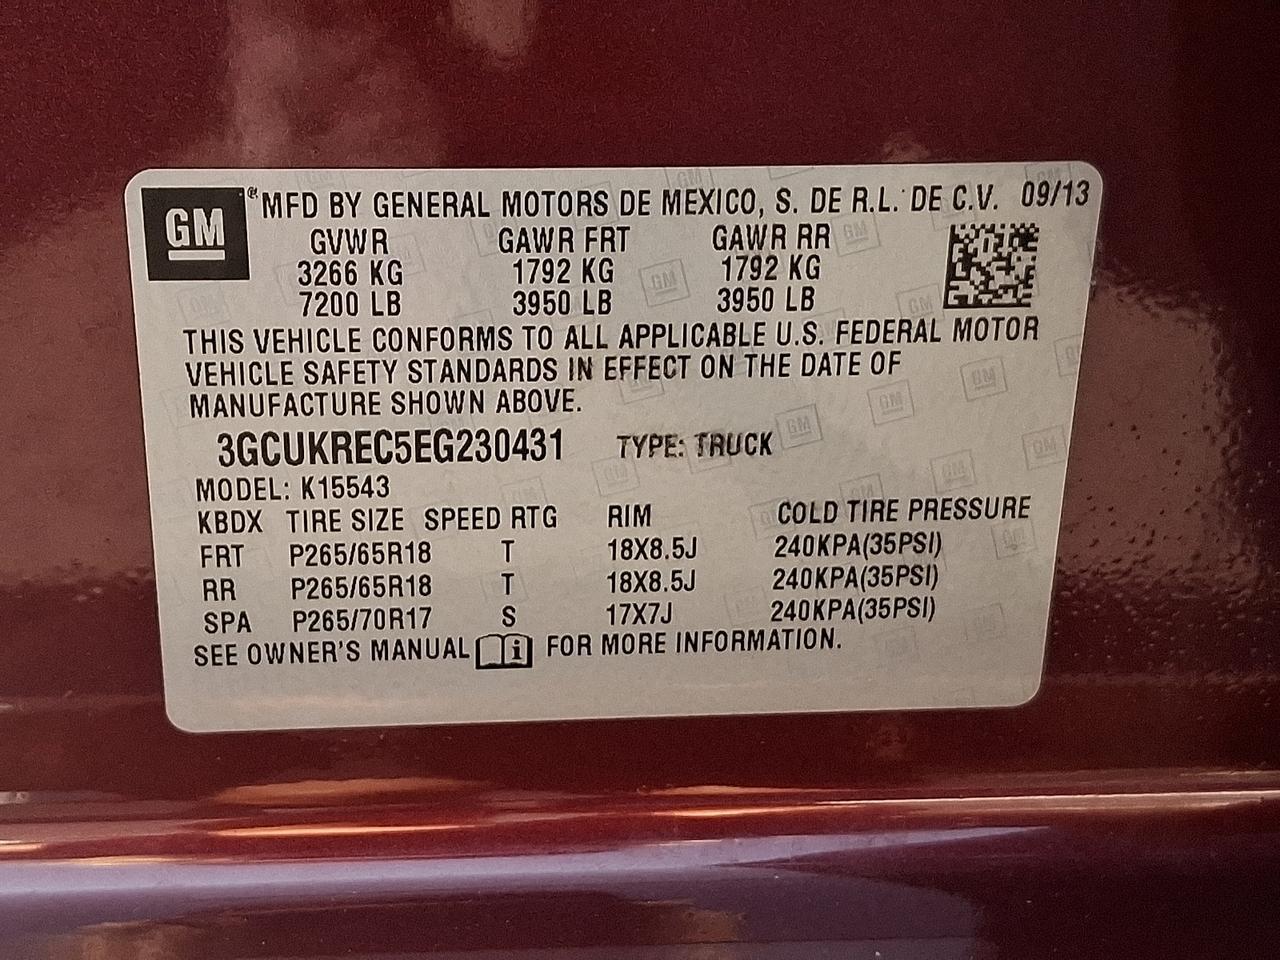 GM
® MFD BY GENERAL MOTORS DE MEXICO, S. DE R.L. DE C.V. 09/13
GVWR GAWR FRT GAWR RR
3266 KG 1792 KG 1792 KG
7200 LB 3950 LB 3950 LB
THIS VEHICLE CONFORMS TO ALL APPLICABLE U.S. FEDERAL MOTOR
VEHICLE SAFETY STANDARDS IN EFFECT ON THE DATE OF
MANUFACTURE SHOWN ABOVE.
3GCUKREC5EG230431 TYPE: TRUCK
MODEL: K15543
KBDX TIRE SIZE SPEED RTG RIM COLD TIRE PRESSURE
FRT P265/65R18 T 18X8.5J 240KPA(35PSI)
RR P265/65R18 T 18X8.5J 240KPA(35PSI)
SPA P265/70R17 S 17X7J 240KPA(35PSI)
SEE OWNER'S MANUAL i FOR MORE INFORMATION.